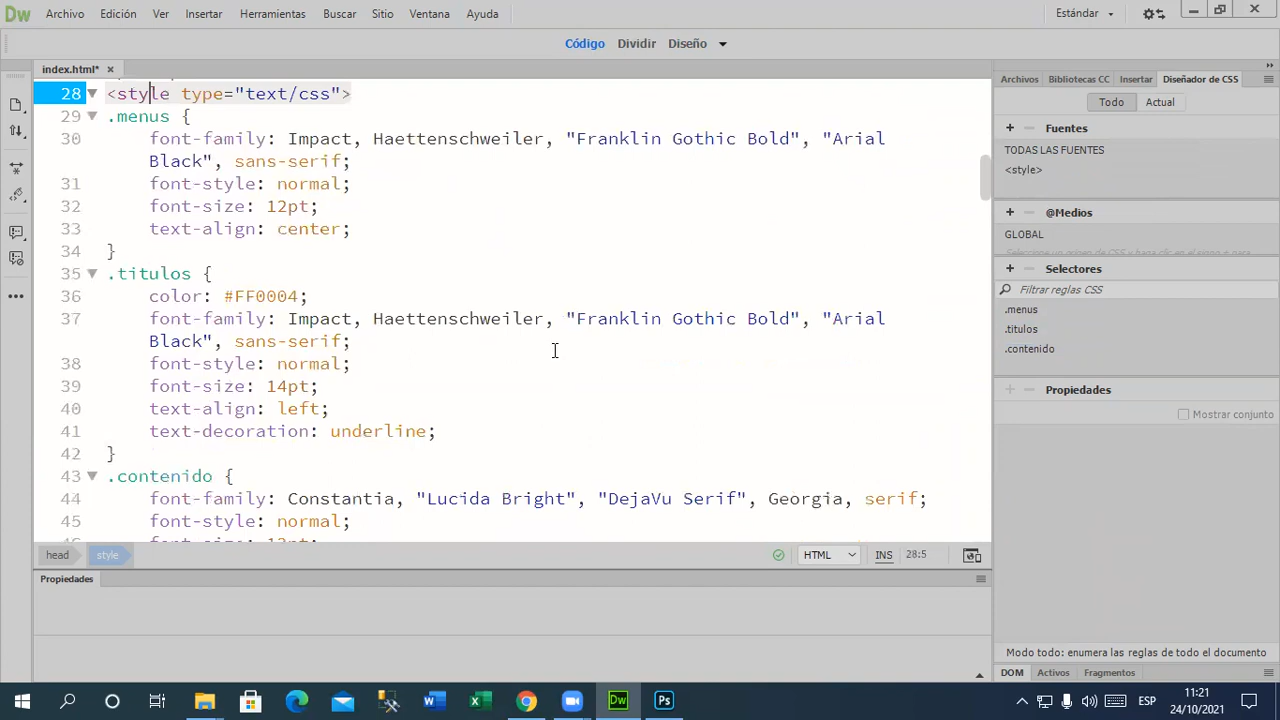 Dw Archivo Edición Ver Insertar Herramientas Buscar Sitio Ventana Ayuda Estándar
Código Dividir Diseño
index.html*
28 <style type="text/css">
29 .menus {
30 font-family: Impact, Haettenschweiler, "Franklin Gothic Bold", "Arial
Black", sans-serif;
31 font-style: normal;
32 font-size: 12pt;
33 text-align: center;
34 }
35 .titulos {
36 color: #FF0004;
37 font-family: Impact, Haettenschweiler, "Franklin Gothic Bold", "Arial
Black", sans-serif;
38 font-style: normal;
39 font-size: 14pt;
40 text-align: left;
41 text-decoration: underline;
42 }
43 .contenido {
44 font-family: Constantia, "Lucida Bright", "DejaVu Serif", Georgia, serif;
45 font-style: normal;
head style HTML INS 28:5
Propiedades
Archivos Bibliotecas CC Insertar Diseñador de CSS
Todo Actual
Fuentes
TODAS LAS FUENTES
<style>
@Medios
GLOBAL
Selectores
Filtrar reglas CSS
.menus
.titulos
.contenido
Propiedades
Mostrar conjunto
Modo todo: enumera las reglas de todo el documento
DOM Activos Fragmentos
Dw Ps ESP 11:21
24/10/2021